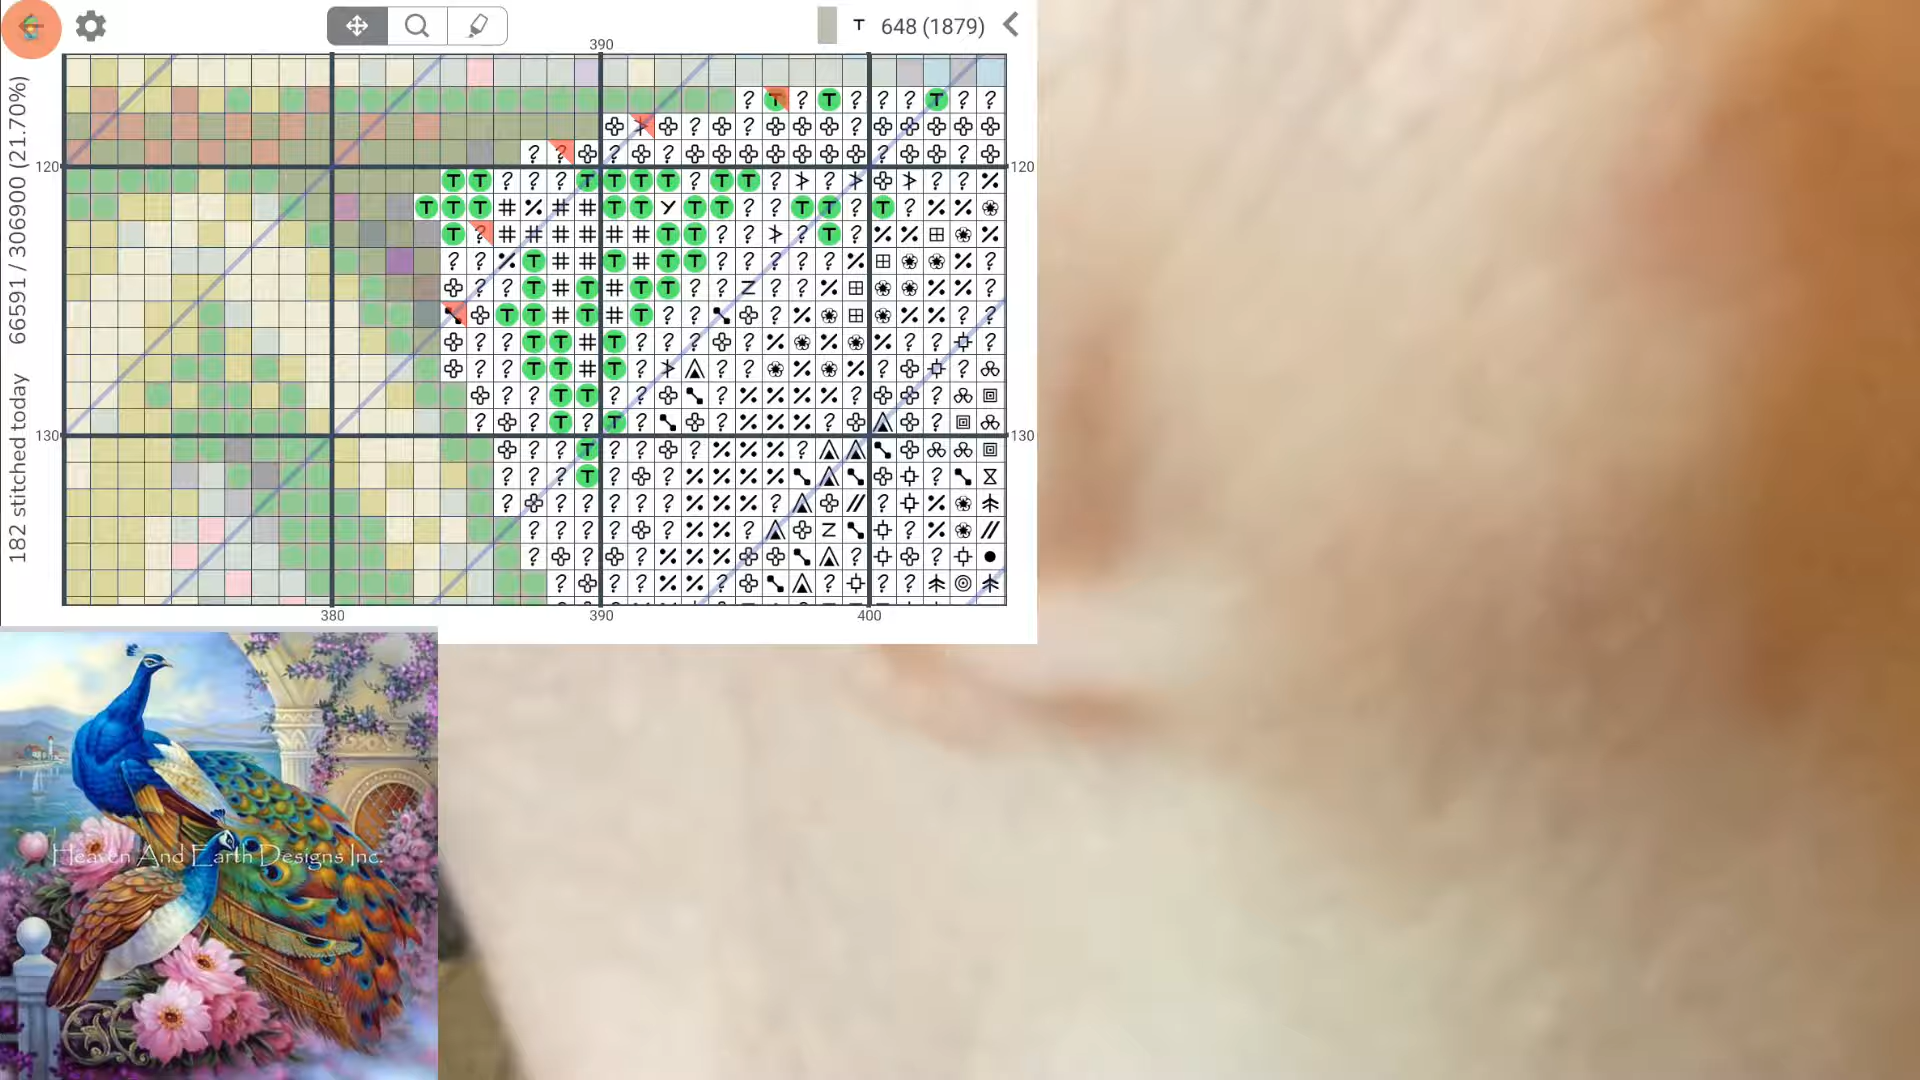 T 648 (1879)
390
120
120
130
130
380
390
400
182 stitched today 66591 / 306900 (21.70%)
Heaven And Earth Designs Inc.